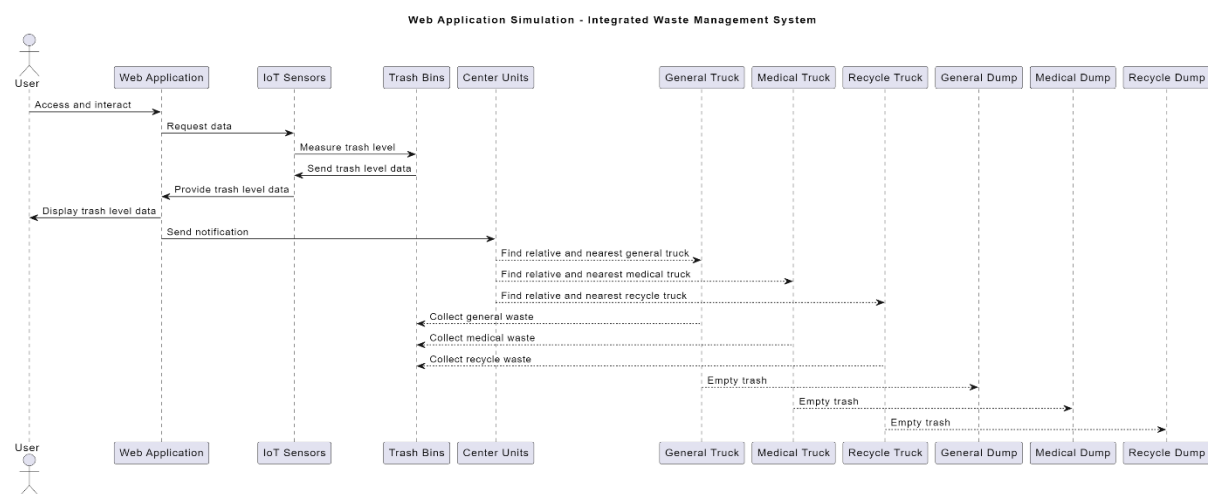 Web Application Simulation - Integrated Waste Management System
User
Web Application
IoT Sensors
Trash Bins
Center Units
General Truck
Medical Truck
Recycle Truck
General Dump
Medical Dump
Recycle Dump
Access and interact
Request data
Measure trash level
Send trash level data
Provide trash level data
Display trash level data
Send notification
Find relative and nearest general truck
Find relative and nearest medical truck
Find relative and nearest recycle truck
Collect general waste
Collect medical waste
Collect recycle waste
Empty trash
Empty trash
Empty trash
User
Web Application
IoT Sensors
Trash Bins
Center Units
General Truck
Medical Truck
Recycle Truck
General Dump
Medical Dump
Recycle Dump